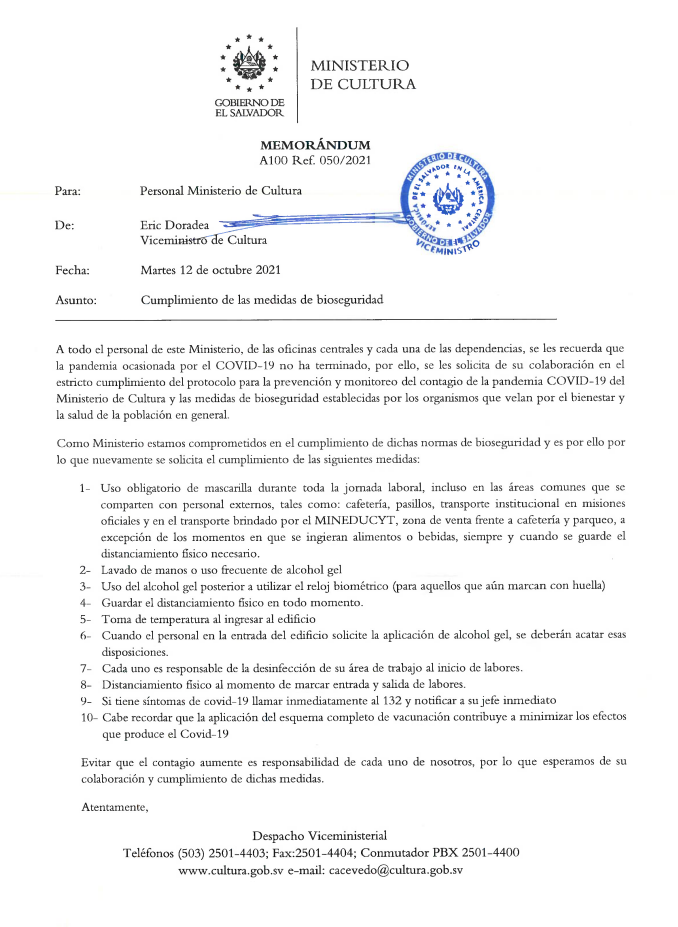 GOBIERNO DE
EL SALVADOR
MINISTERIO
DE CULTURA
MEMORÁNDUM
A100 Ref. 050/2021
MINISTERIO DE CULTURA
REPÚBLICA DE EL SALVADOR EN LA AMÉRICA CENTRAL
GOBIERNO DE EL SALVADOR
VICEMINISTRO
Para: Personal Ministerio de Cultura
De: Eric Doradea
Viceministro de Cultura
Fecha: Martes 12 de octubre 2021
Asunto: Cumplimiento de las medidas de bioseguridad
A todo el personal de este Ministerio, de las oficinas centrales y cada una de las dependencias, se les recuerda que
la pandemia ocasionada por el COVID-19 no ha terminado, por ello, se les solicita de su colaboración en el
estricto cumplimiento del protocolo para la prevención y monitoreo del contagio de la pandemia COVID-19 del
Ministerio de Cultura y las medidas de bioseguridad establecidas por los organismos que velan por el bienestar y
la salud de la población en general.
Como Ministerio estamos comprometidos en el cumplimiento de dichas normas de bioseguridad y es por ello por
lo que nuevamente se solicita el cumplimiento de las siguientes medidas:
1- Uso obligatorio de mascarilla durante toda la jornada laboral, incluso en las áreas comunes que se
comparten con personal externos, tales como: cafetería, pasillos, transporte institucional en misiones
oficiales y en el transporte brindado por el MINEDUCYT, zona de venta frente a cafetería y parqueo, a
excepción de los momentos en que se ingieran alimentos o bebidas, siempre y cuando se guarde el
distanciamiento físico necesario.
2- Lavado de manos o uso frecuente de alcohol gel
3- Uso del alcohol gel posterior a utilizar el reloj biométrico (para aquellos que aún marcan con huella)
4- Guardar el distanciamiento físico en todo momento.
5- Toma de temperatura al ingresar al edificio
6- Cuando el personal en la entrada del edificio solicite la aplicación de alcohol gel, se deberán acatar esas
disposiciones.
7- Cada uno es responsable de la desinfección de su área de trabajo al inicio de labores.
8- Distanciamiento físico al momento de marcar entrada y salida de labores.
9- Si tiene síntomas de covid-19 llamar inmediatamente al 132 y notificar a su jefe inmediato
10- Cabe recordar que la aplicación del esquema completo de vacunación contribuye a minimizar los efectos
que produce el Covid-19
Evitar que el contagio aumente es responsabilidad de cada uno de nosotros, por lo que esperamos de su
colaboración y cumplimiento de dichas medidas.
Atentamente,
Despacho Viceministerial
Teléfonos (503) 2501-4403; Fax:2501-4404; Conmutador PBX 2501-4400
www.cultura.gob.sv e-mail: cacevedo@cultura.gob.sv